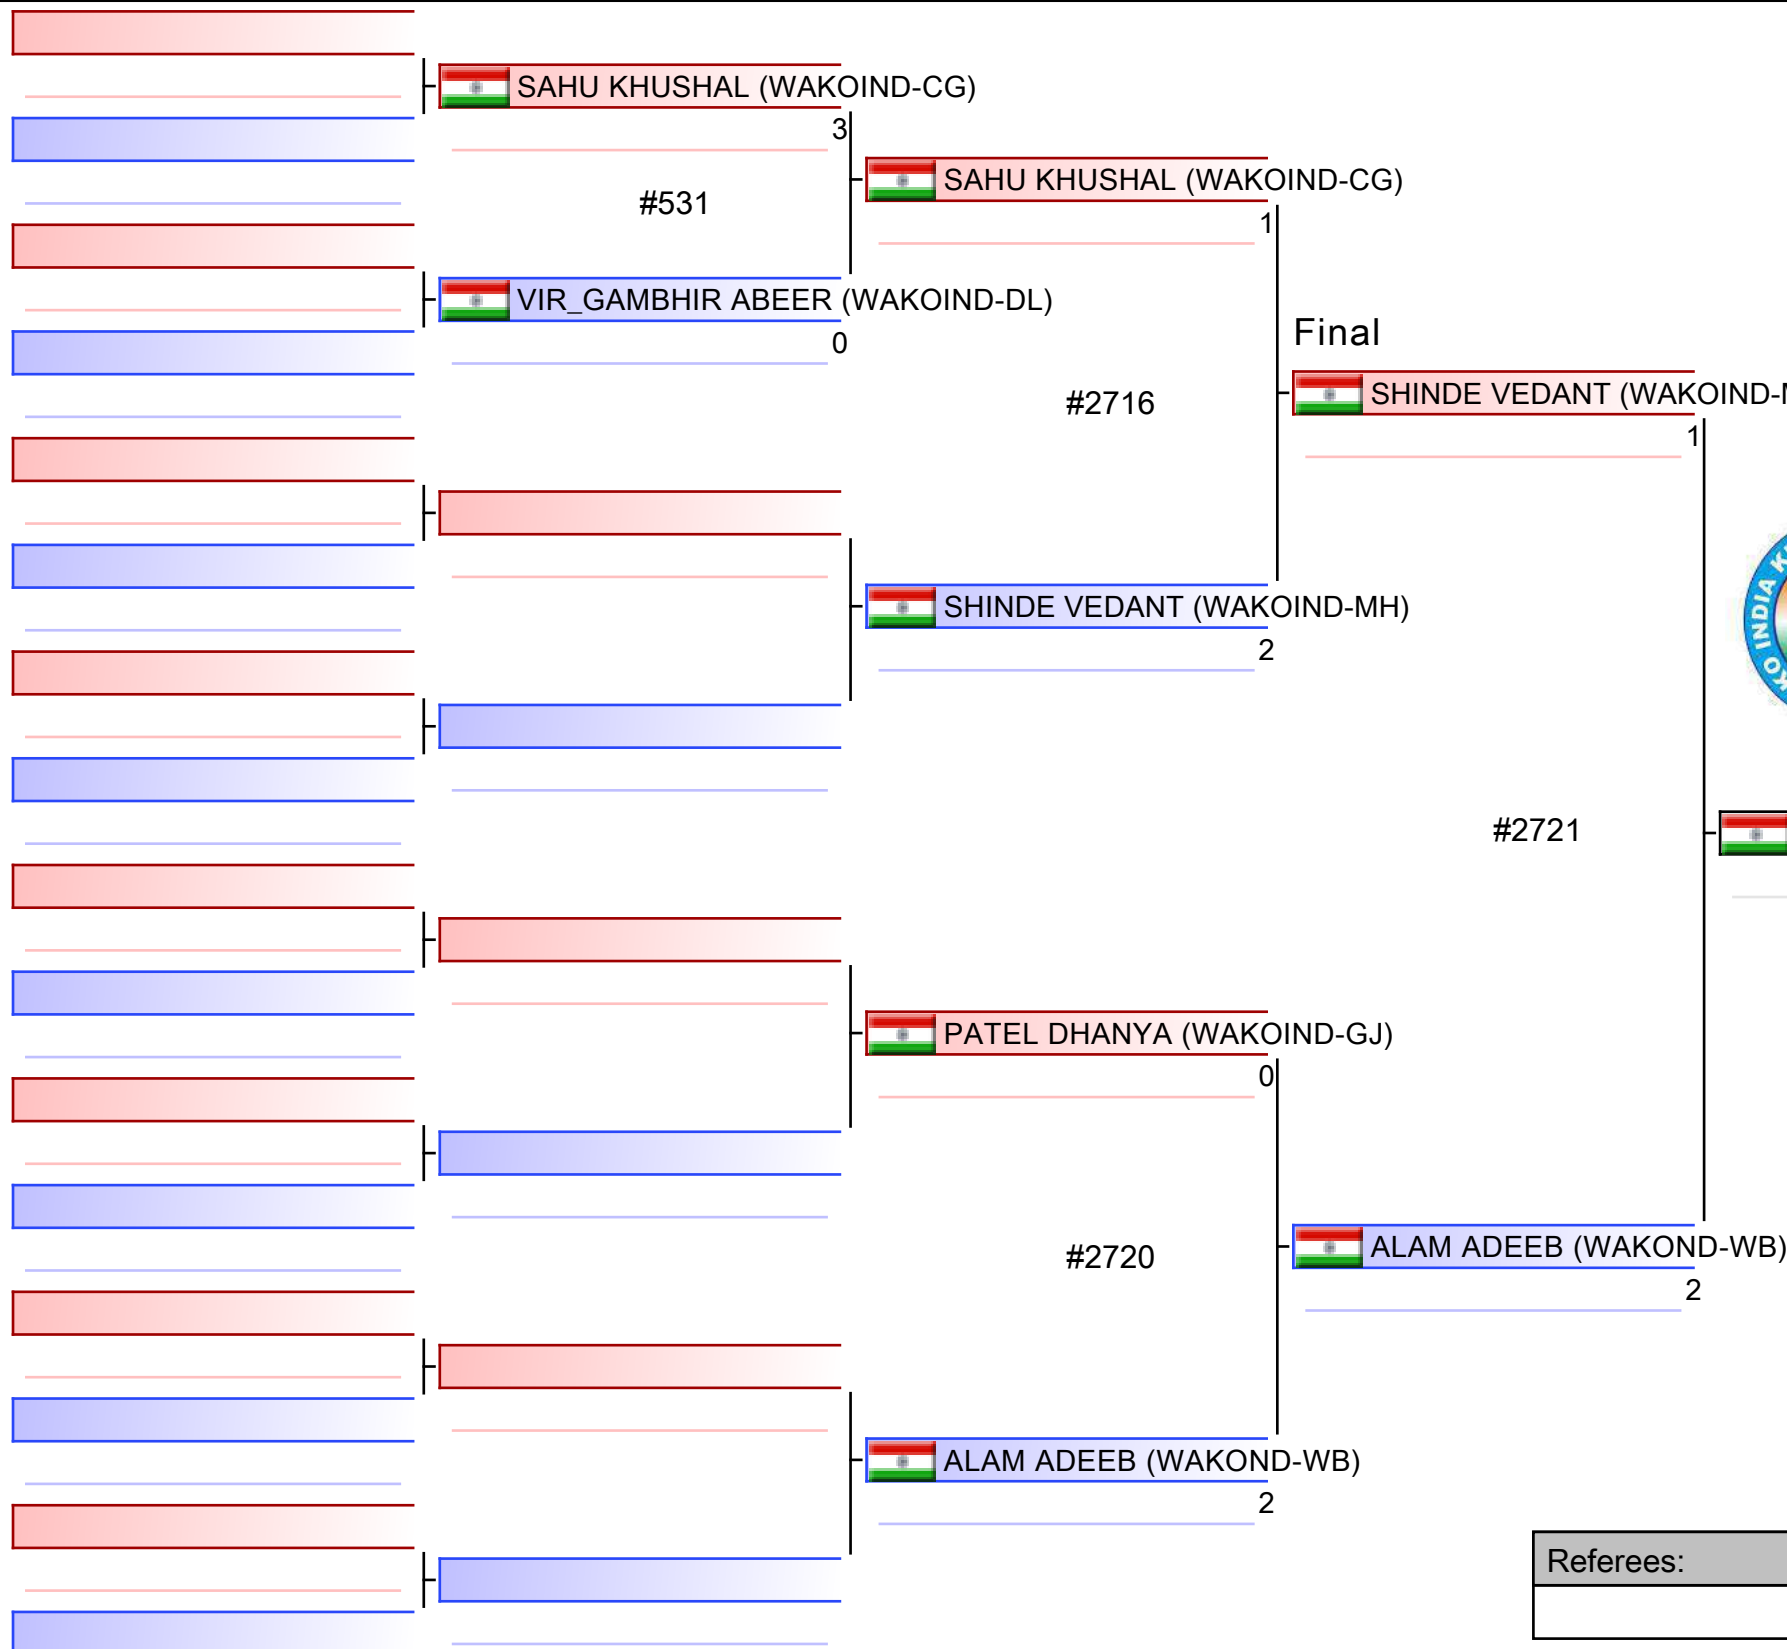 SAHU KHUSHAL (WAKOIND-CG)
3
#531
VIR_GAMBHIR ABEER (WAKOIND-DL)
0
SAHU KHUSHAL (WAKOIND-CG)
1
#2716
SHINDE VEDANT (WAKOIND-MH)
2
PATEL DHANYA (WAKOIND-GJ)
0
#2720
ALAM ADEEB (WAKOND-WB)
2
Final
SHINDE VEDANT (WAKOIND-
1
#2721
ALAM ADEEB (WAKOND-WB)
2
INDIA
Referees: